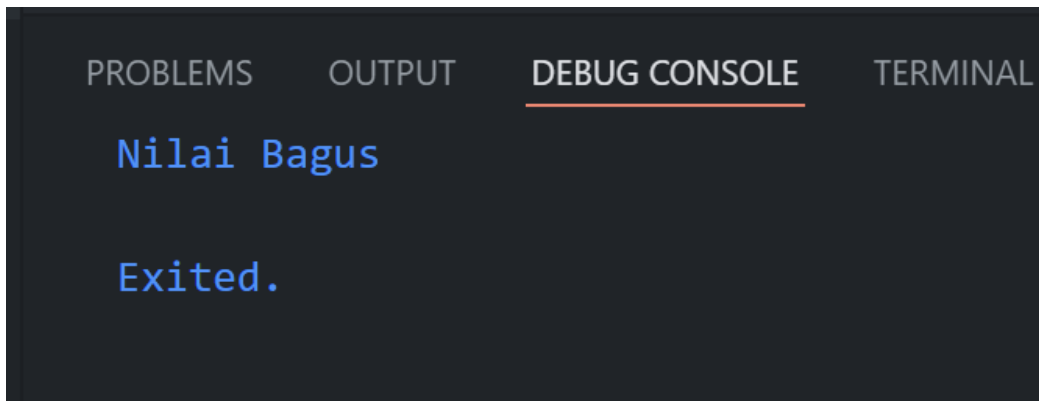 PROBLEMS OUTPUT DEBUG CONSOLE TERMINAL
Nilai Bagus
Exited.